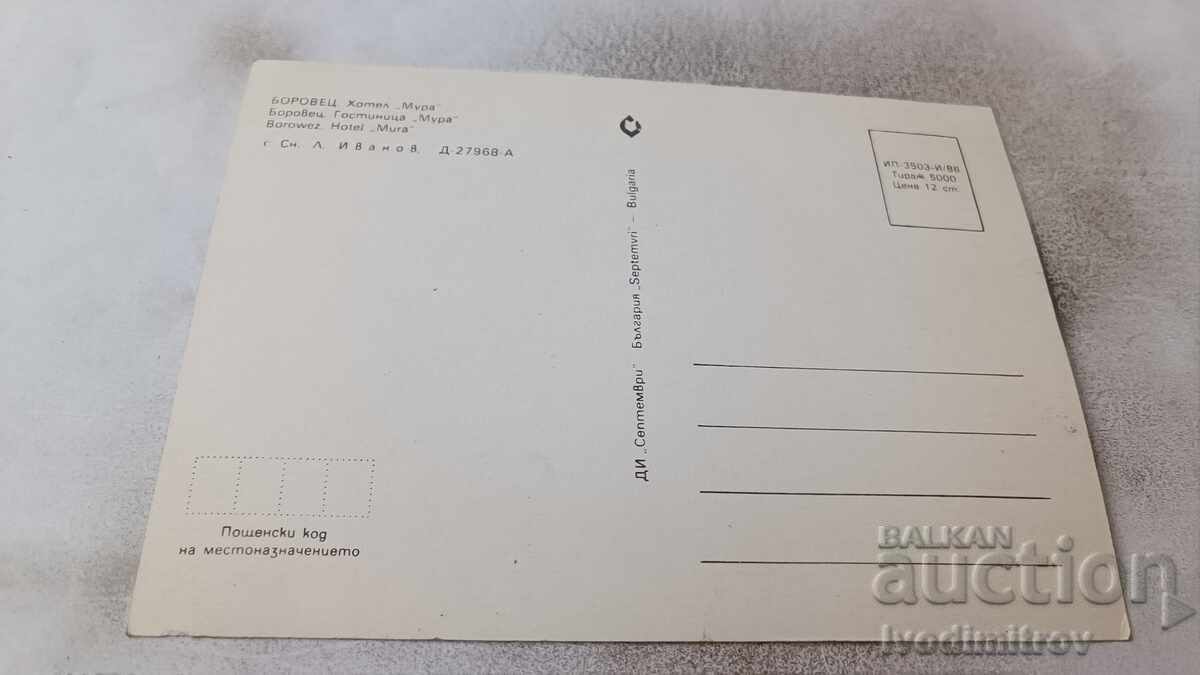 БОРОВЕЦ. Хотел „Мура“
Боровец. Гостиница „Мура“
Borowez. Hotel „Mura“
г Сн. Л. Иванов, Д-27968-А
ДИ „Септември“ България „Septemvri“ – Bulgaria
ИП-3903-И/88
Тираж 5000
Цена 12 ст.
Пощенски код
на местоназначението
BALKAN
auction
Ivodimitrov